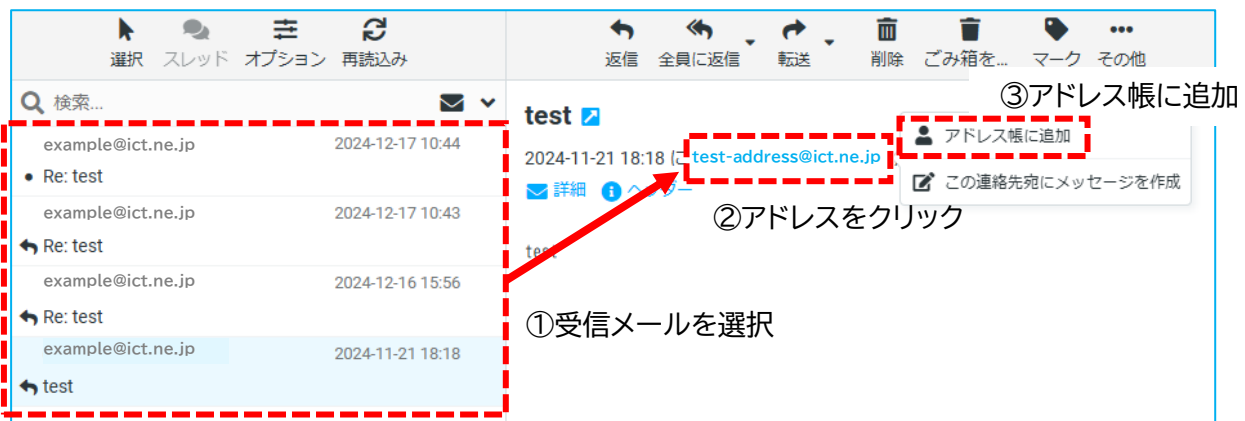 選択 スレッド オプション 再読込み
返信 全員に返信 転送 削除 ごみ箱を... マーク その他
検索...
example@ict.ne.jp 2024-12-17 10:44
Re: test
example@ict.ne.jp 2024-12-17 10:43
Re: test
example@ict.ne.jp 2024-12-16 15:56
Re: test
example@ict.ne.jp 2024-11-21 18:18
test
test
2024-11-21 18:18 に test-address@ict.ne.jp
詳細 ヘッダー
test
③アドレス帳に追加
アドレス帳に追加
この連絡先宛にメッセージを作成
②アドレスをクリック
①受信メールを選択